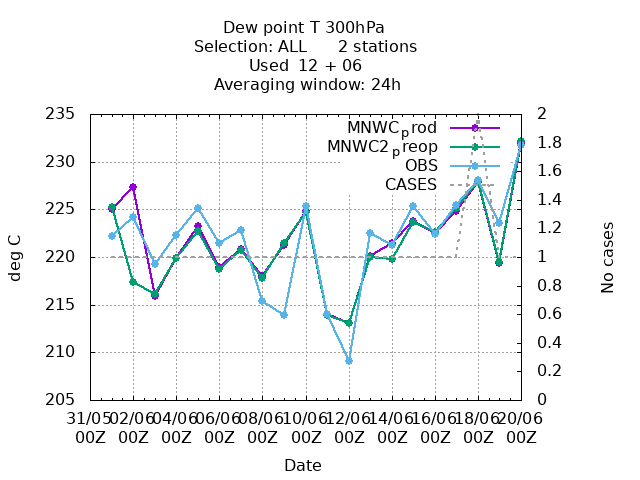 Dew point T 300hPa
Selection: ALL      2 stations
Used  12 + 06
Averaging window: 24h
235
230
225
220
215
210
205
deg C
2
1.8
1.6
1.4
1.2
1
0.8
0.6
0.4
0.2
0
No cases
MNWCprod
MNWC2preop
OBS
CASES
31/05 02/06 04/06 06/06 08/06 10/06 12/06 14/06 16/06 18/06 20/06
00Z 00Z 00Z 00Z 00Z 00Z 00Z 00Z 00Z 00Z 00Z
Date